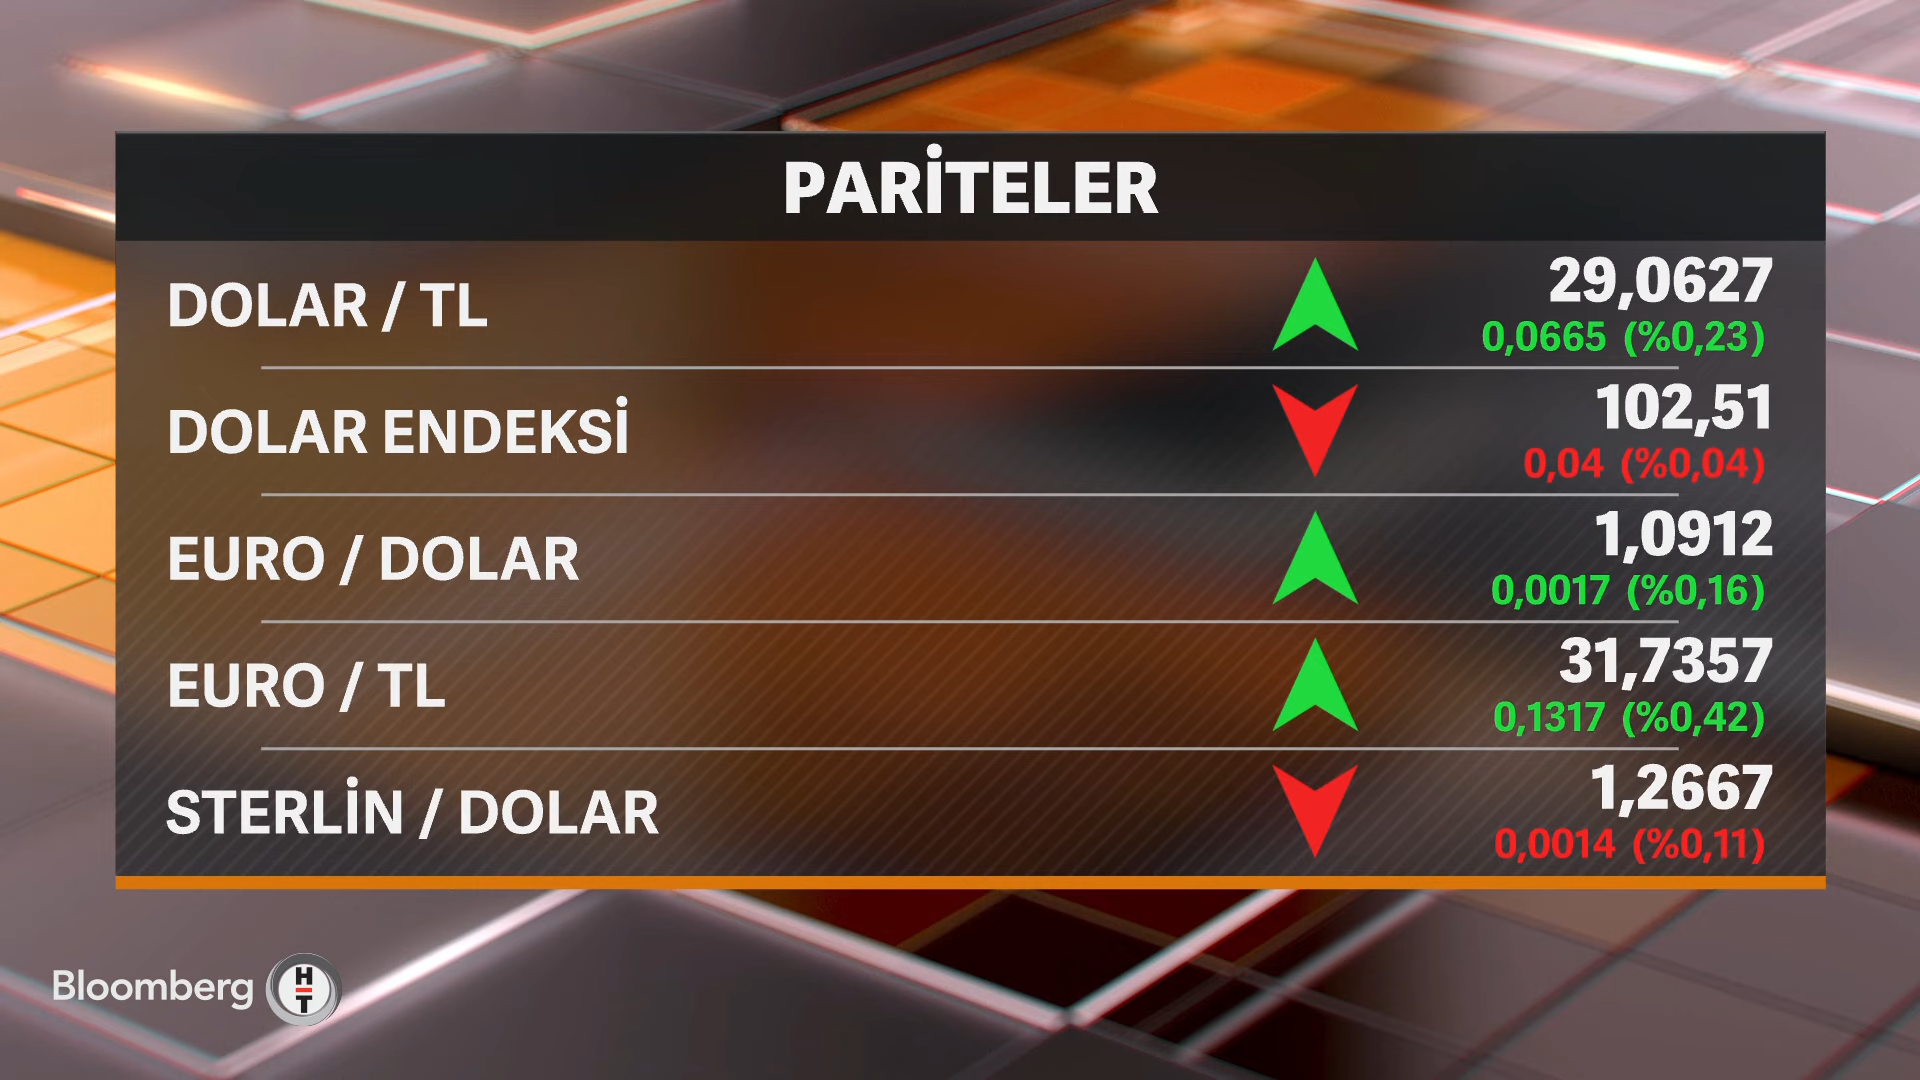 PARİTELER
DOLAR / TL
29,0627
0,0665 (%0,23)
DOLAR ENDEKSİ
102,51
0,04 (%0,04)
EURO / DOLAR
1,0912
0,0017 (%0,16)
EURO / TL
31,7357
0,1317 (%0,42)
STERLİN / DOLAR
1,2667
0,0014 (%0,11)
Bloomberg HT